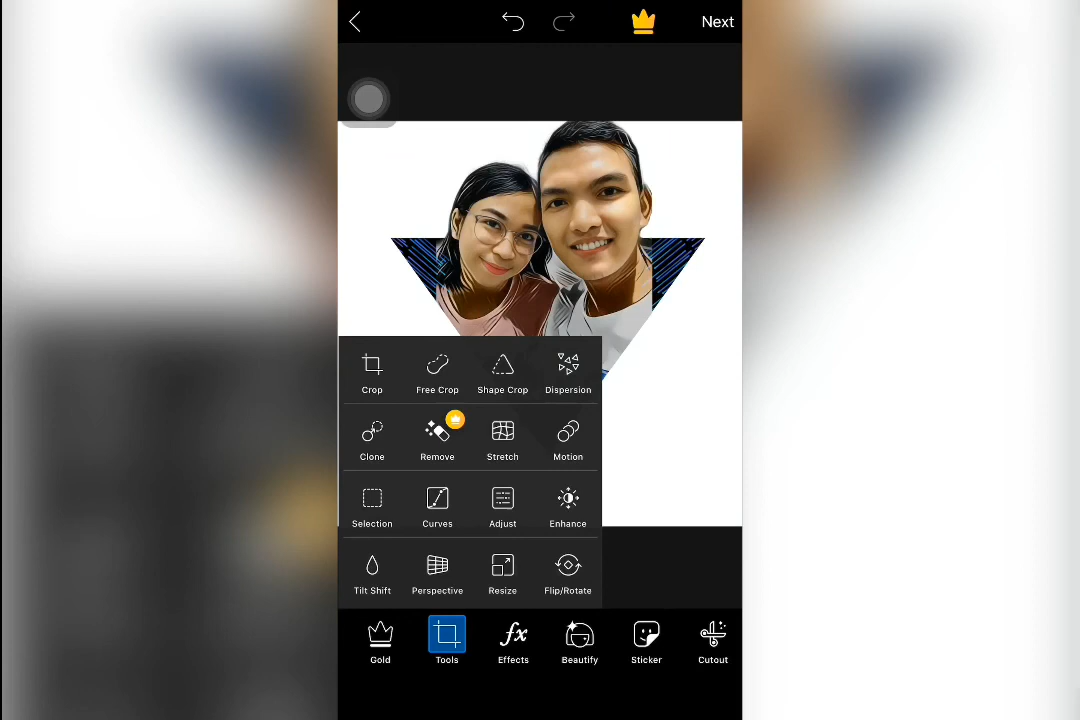 Next
Crop Free Crop Shape Crop Dispersion
Clone Remove Stretch Motion
Selection Curves Adjust Enhance
Tilt Shift Perspective Resize Flip/Rotate
Gold Tools fx Effects Beautify Sticker Cutout